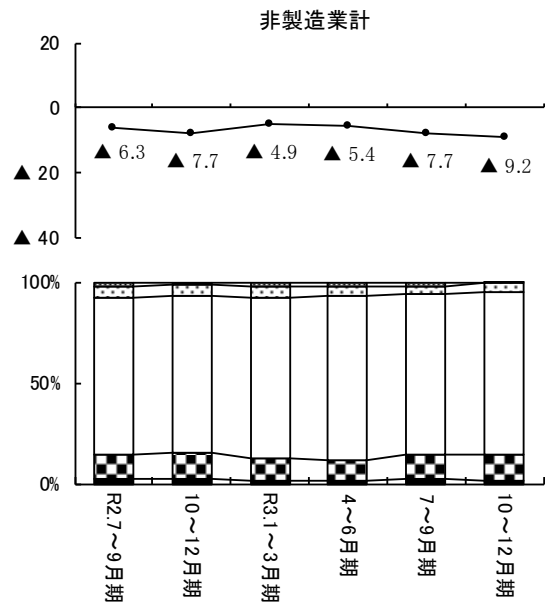 非製造業計
20
0
▲ 20
▲ 40
▲ 6.3
▲ 7.7
▲ 4.9
▲ 5.4
▲ 7.7
▲ 9.2
100%
50%
0%
R2.7～9月期
10～12月期
R3.1～3月期
4～6月期
7～9月期
10～12月期